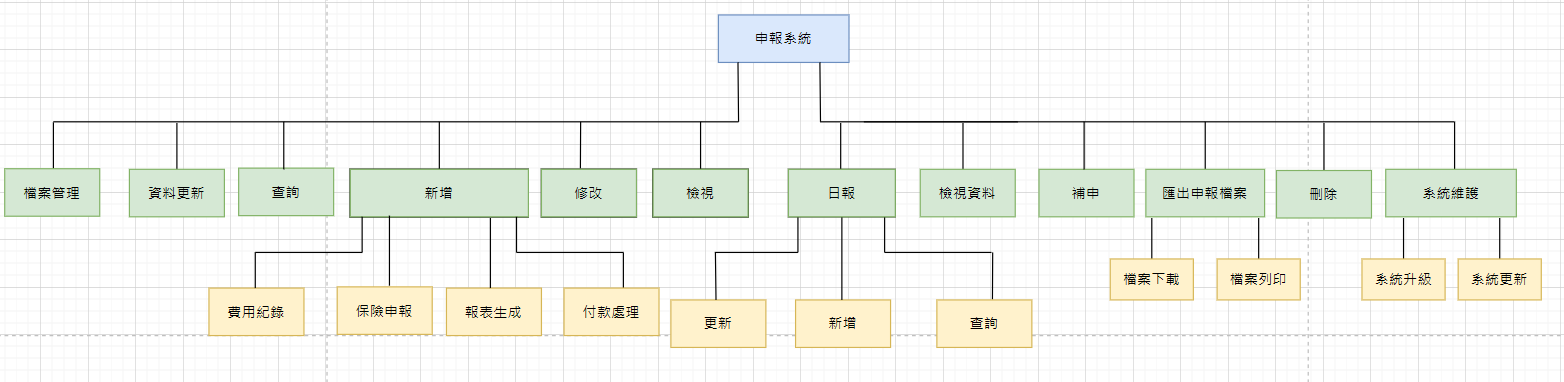 申報系統
檔案管理
資料更新
查詢
新增
修改
檢視
日報
檢視資料
補申
匯出申報檔案
刪除
系統維護
費用紀錄
保險申報
報表生成
付款處理
更新
新增
查詢
檔案下載
檔案列印
系統升級
系統更新